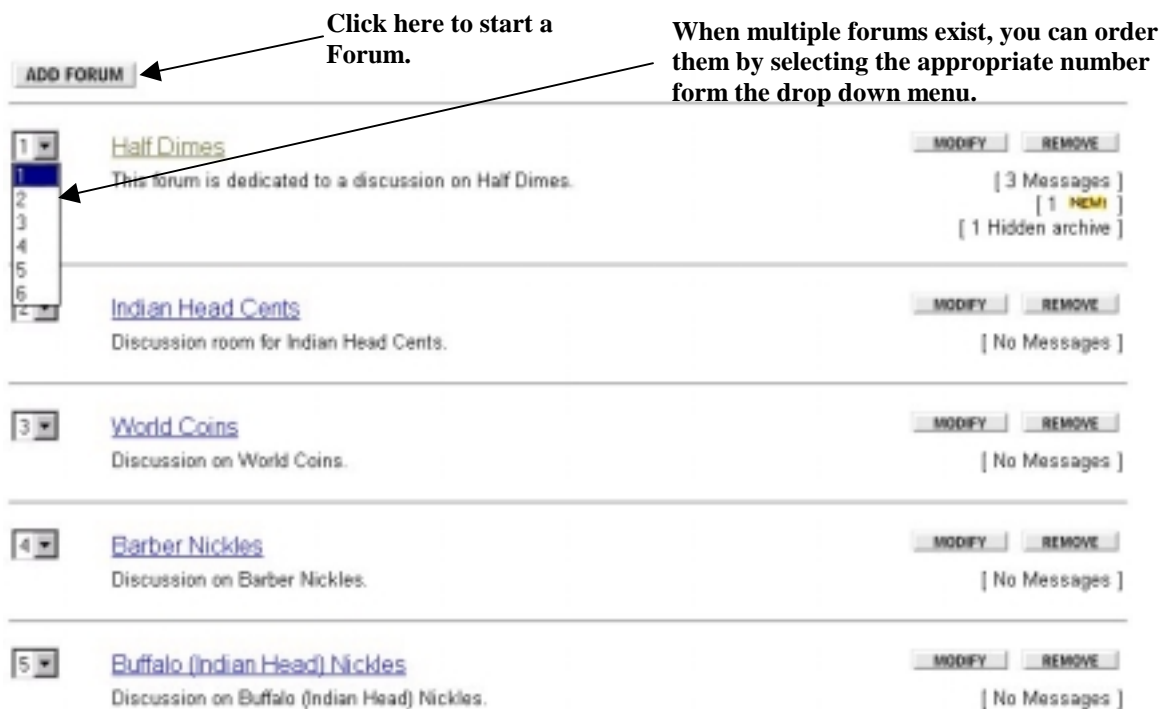 Click here to start a
Forum.
When multiple forums exist, you can order
them by selecting the appropriate number
form the drop down menu.
ADD FORUM
1
1
2
3
4
5
6
Half Dimes
This forum is dedicated to a discussion on Half Dimes.
MODIFY REMOVE
[ 3 Messages ]
[ 1 NEW! ]
[ 1 Hidden archive ]
2
Indian Head Cents
Discussion room for Indian Head Cents.
MODIFY REMOVE
[ No Messages ]
3
World Coins
Discussion on World Coins.
MODIFY REMOVE
[ No Messages ]
4
Barber Nickles
Discussion on Barber Nickles.
MODIFY REMOVE
[ No Messages ]
5
Buffalo (Indian Head) Nickles
Discussion on Buffalo (Indian Head) Nickles.
MODIFY REMOVE
[ No Messages ]